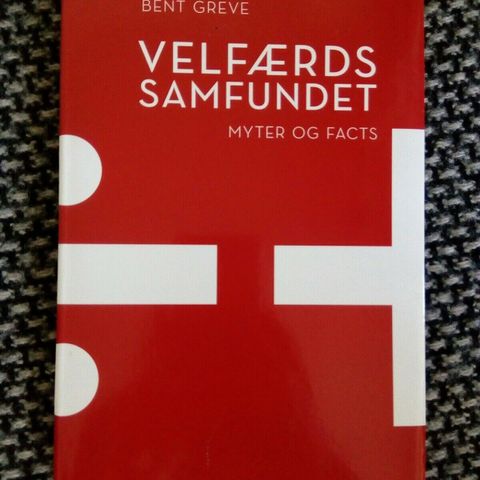 BENT GREVE
VELFÆRDS
SAMFUNDET
MYTER OG FACTS